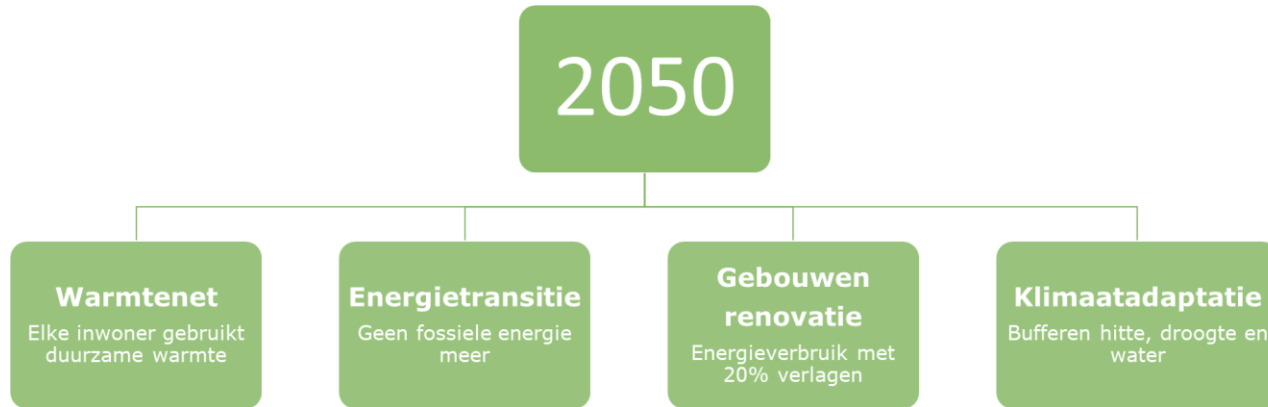 2050
Warmtenet
Elke inwoner gebruikt
duurzame warmte
Energietransitie
Geen fossiele energie
meer
Gebouwen
renovatie
Energieverbruik met
20% verlagen
Klimaatadaptatie
Bufferen hitte, droogte en
water